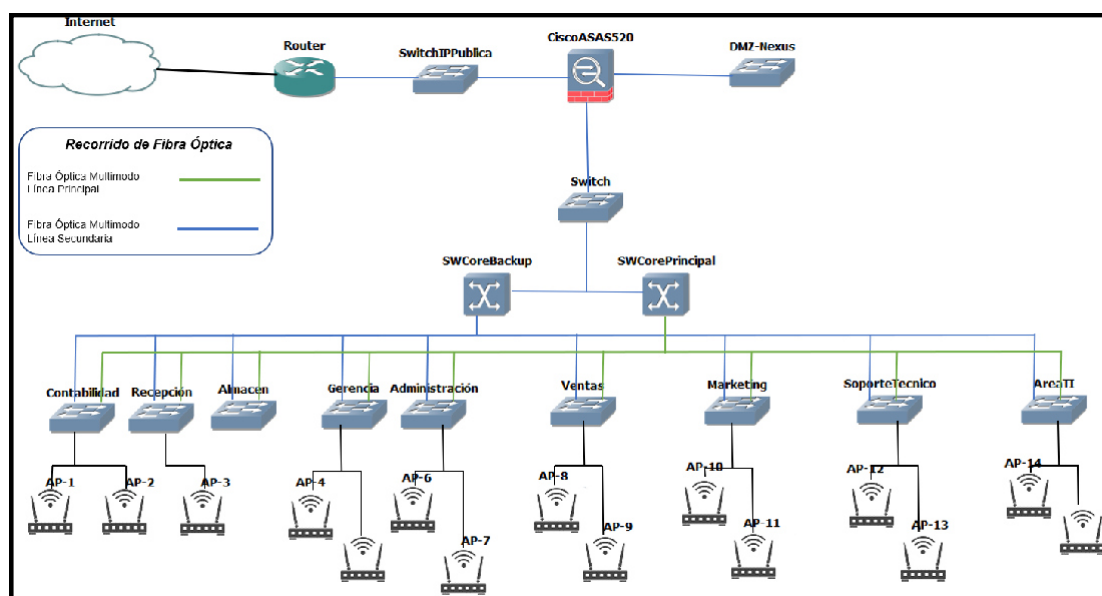 Internet
Router
SwitchIPPublica
CiscoASA5520
DMZ-Nexus
Recorrido de Fibra Óptica
Fibra Óptica Multimodo
Línea Principal
Fibra Óptica Multimodo
Línea Secundaria
Switch
SWCoreBackup
SWCorePrincipal
Contabilidad
Recepción
Almacen
Gerencia
Administración
Ventas
Marketing
SoporteTecnico
AreaTI
AP-1
AP-2
AP-3
AP-4
AP-6
AP-7
AP-8
AP-9
AP-10
AP-11
AP-12
AP-13
AP-14